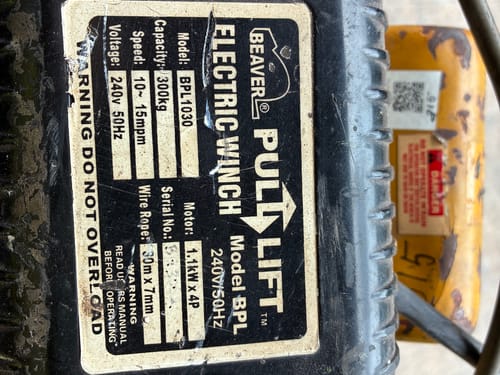 BEAVER®
PULL LIFT™
ELECTRIC WINCH
Model BPL
240V/50Hz
Model: BPL1030
Capacity: 300kg
Speed: 10~15mpm
Voltage: 240v 50Hz
Motor: 1.1kW x 4P
Serial No.:
Wire Rope: 30m x 7mm
WARNING
READ USERS MANUAL
BEFORE OPERATING
WARNING DO NOT OVERLOAD
DANGER